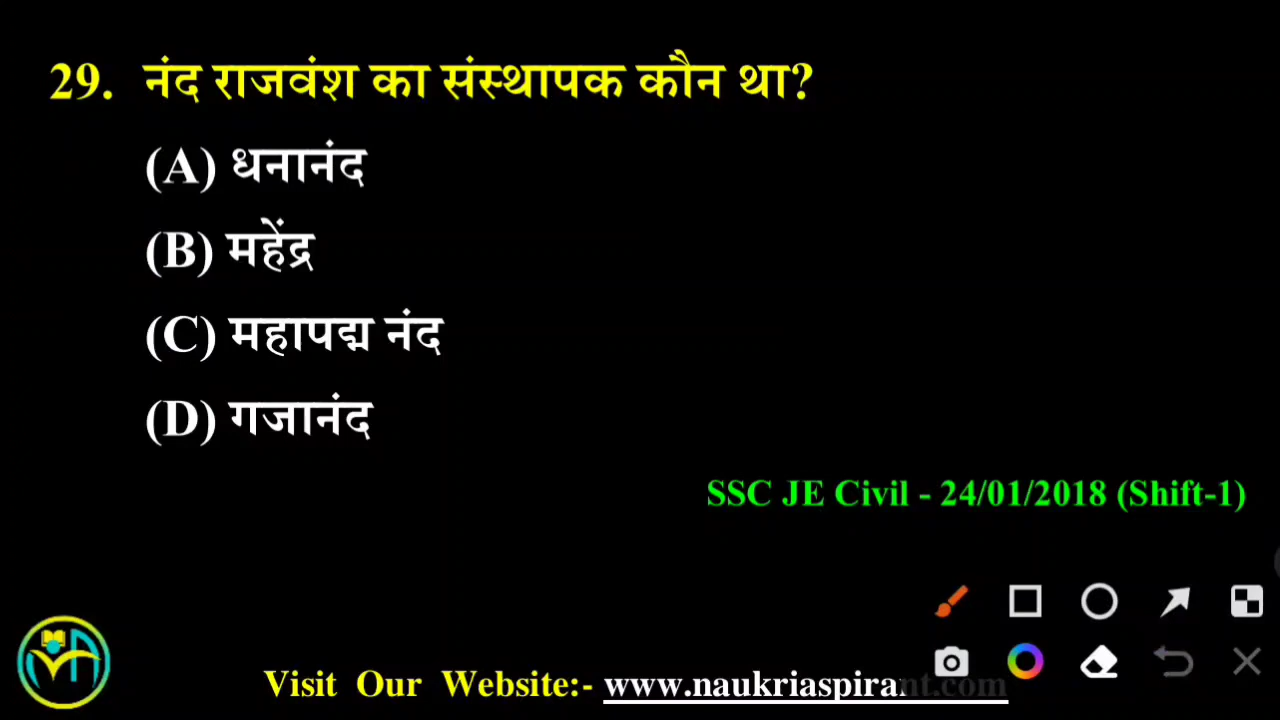 29. नंद राजवंश का संस्थापक कौन था?
(A) धनानंद
(B) महेंद्र
(C) महापद्म नंद
(D) गजानंद
SSC JE Civil - 24/01/2018 (Shift-1)
Visit Our Website:- www.naukriaspirant.com